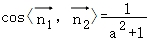 cos⟨n₁→, n₂→⟩=1/(a²+1)